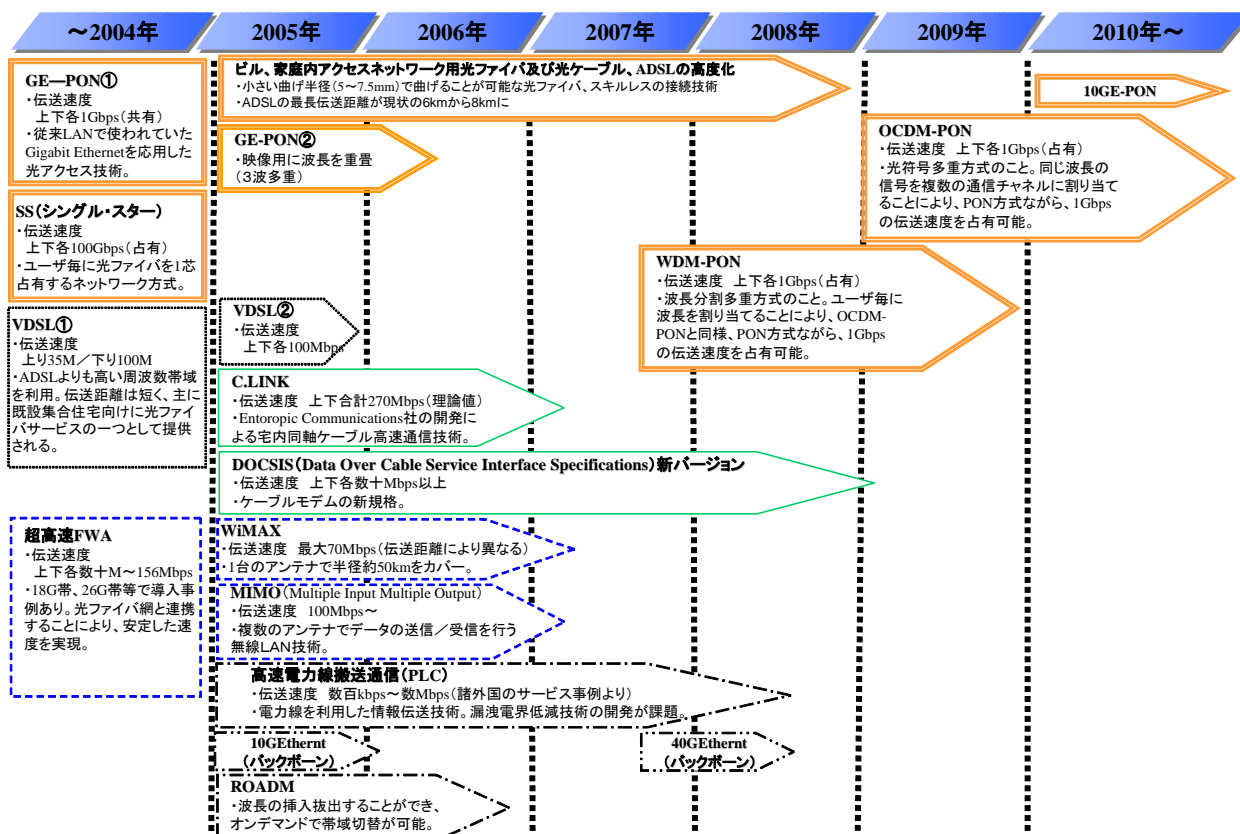 ～2004年
2005年
2006年
2007年
2008年
2009年
2010年～
GE―PON①
・伝送速度
上下各1Gbps（共有）
・従来LANで使われていた
Gigabit Ethernetを応用した
光アクセス技術。
SS（シングル・スター）
・伝送速度
上下各100Gbps（占有）
・ユーザ毎に光ファイバを1芯
占有するネットワーク方式。
VDSL①
・伝送速度
上り35M／下り100M
・ADSLよりも高い周波数帯域
を利用。伝送距離は短く、主に
既設集合住宅向けに光ファイ
バサービスの一つとして提供
される。
超高速FWA
・伝送速度
上下各数十M～156Mbps
・18G帯、26G帯等で導入事
例あり。光ファイバ網と連携
することにより、安定した速
度を実現。
ビル、家庭内アクセスネットワーク用光ファイバ及び光ケーブル、ADSLの高度化
・小さい曲げ半径（5～7.5mm）で曲げることが可能な光ファイバ、スキルレスの接続技術
・ADSLの最長伝送距離が現状の6kmから8kmに
GE-PON②
・映像用に波長を重畳
（３波多重）
VDSL②
・伝送速度
上下各100Mbps
C.LINK
・伝送速度　上下合計270Mbps（理論値）
・Entoropic Communications社の開発に
よる宅内同軸ケーブル高速通信技術。
DOCSIS（Data Over Cable Service Interface Specifications）新バージョン
・伝送速度　上下各数十Mbps以上
・ケーブルモデムの新規格。
WiMAX
・伝送速度　最大70Mbps（伝送距離により異なる）
・1台のアンテナで半径約50kmをカバー。
MIMO（Multiple Input Multiple Output）
・伝送速度　100Mbps～
・複数のアンテナでデータの送信／受信を行う
無線LAN技術。
高速電力線搬送通信（PLC）
・伝送速度　数百kbps～数Mbps（諸外国のサービス事例より）
・電力線を利用した情報伝送技術。漏洩電界低減技術の開発が課題。
10GEthernt
（バックボーン）
40GEthernt
（バックボーン）
ROADM
・波長の挿入抜出することができ、
オンデマンドで帯域切替が可能。
10GE-PON
OCDM-PON
・伝送速度　上下各1Gbps（占有）
・光符号多重方式のこと。同じ波長の
信号を複数の通信チャネルに割り当て
ることにより、PON方式ながら、1Gbps
の伝送速度を占有可能。
WDM-PON
・伝送速度　上下各1Gbps（占有）
・波長分割多重方式のこと。ユーザ毎に
波長を割り当てることにより、OCDM-
PONと同様、PON方式ながら、1Gbps
の伝送速度を占有可能。